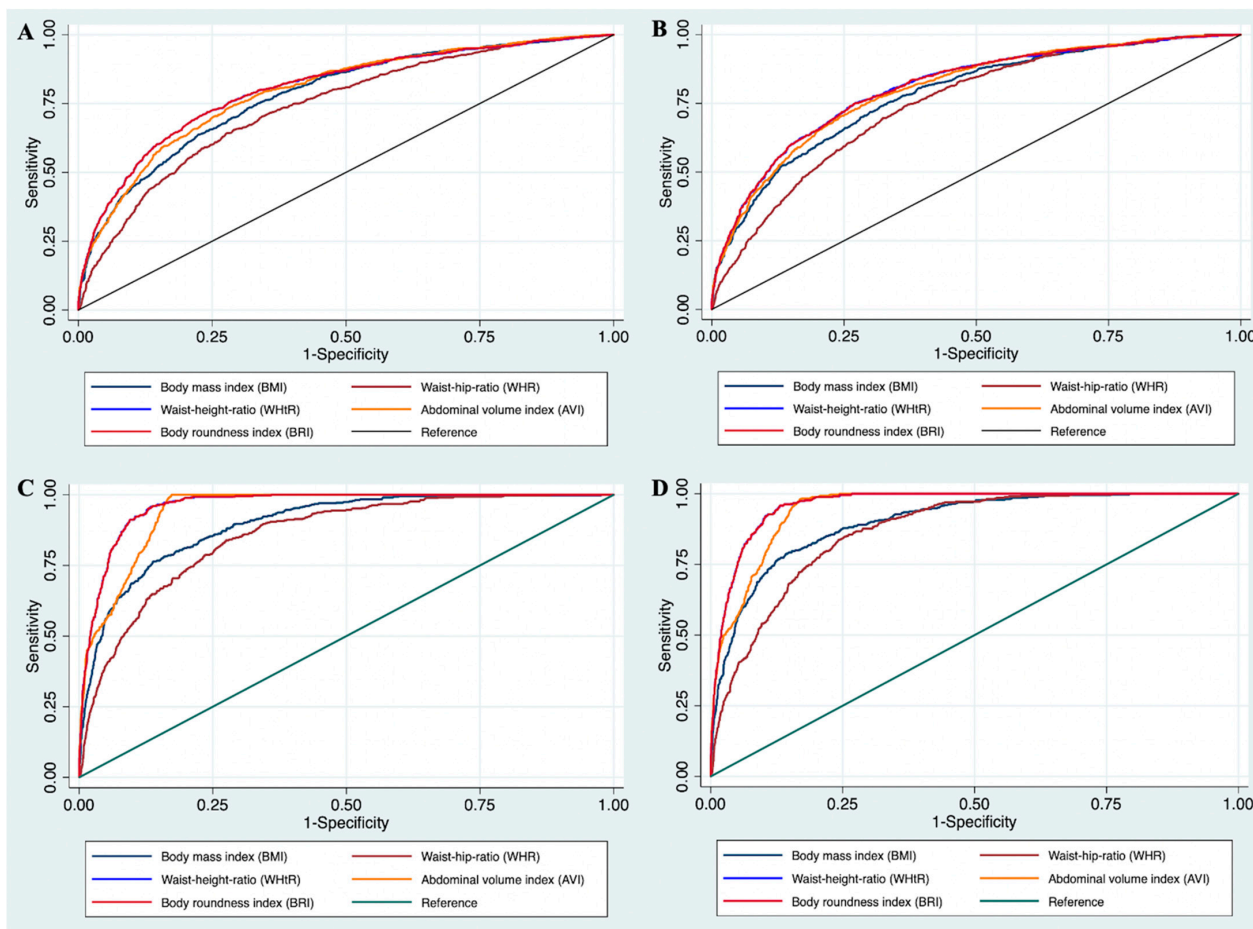 A
1.00
0.75
0.50
0.25
0.00
Sensitivity
0.00 0.25 0.50 0.75 1.00
1-Specificity
Body mass index (BMI) Waist-hip-ratio (WHR)
Waist-height-ratio (WHtR) Abdominal volume index (AVI)
Body roundness index (BRI) Reference
B
1.00
0.75
0.50
0.25
0.00
Sensitivity
0.00 0.25 0.50 0.75 1.00
1-Specificity
Body mass index (BMI) Waist-hip-ratio (WHR)
Waist-height-ratio (WHtR) Abdominal volume index (AVI)
Body roundness index (BRI) Reference
C
1.00
0.75
0.50
0.25
0.00
Sensitivity
0.00 0.25 0.50 0.75 1.00
1-Specificity
Body mass index (BMI) Waist-hip-ratio (WHR)
Waist-height-ratio (WHtR) Abdominal volume index (AVI)
Body roundness index (BRI) Reference
D
1.00
0.75
0.50
0.25
0.00
Sensitivity
0.00 0.25 0.50 0.75 1.00
1-Specificity
Body mass index (BMI) Waist-hip-ratio (WHR)
Waist-height-ratio (WHtR) Abdominal volume index (AVI)
Body roundness index (BRI) Reference